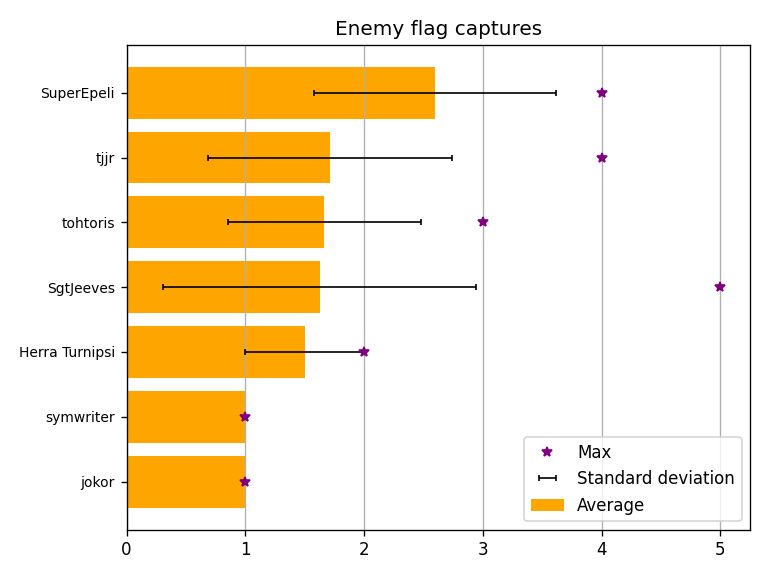 Enemy flag captures
SuperEpeli
tjjr
tohtoris
SgtJeeves
Herra Turnipsi
symwriter
jokor
Max
Standard deviation
Average
0 1 2 3 4 5